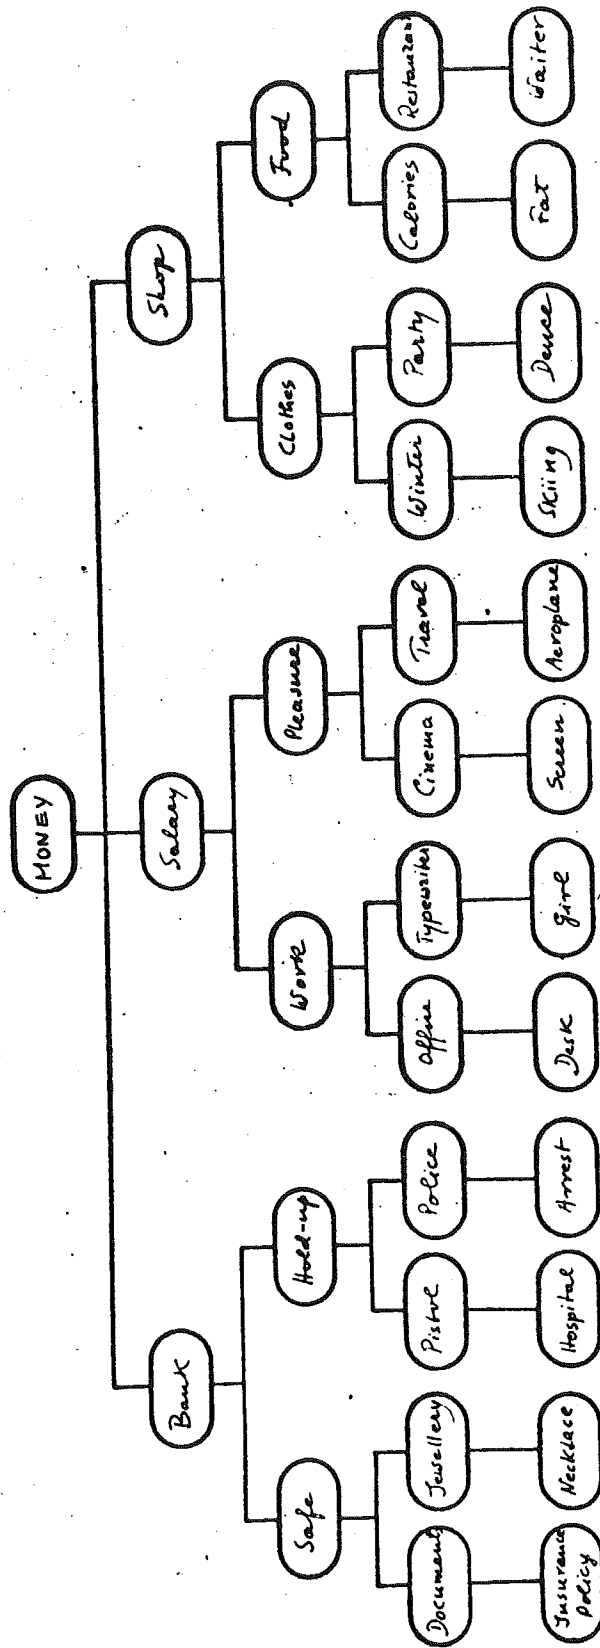 MONEY
Bank
Salary
Shop
Safe
Hold-up
Work
Pleasure
Clothes
Food
Document
Jewellery
Pistol
Police
Office
Typewriter
Cinema
Travel
Winter
Party
Calories
Restaurant
Insurance
Policy
Necklace
Hospital
Arrest
Desk
Girl
Screen
Aeroplane
Skiing
Dance
Fat
Waiter